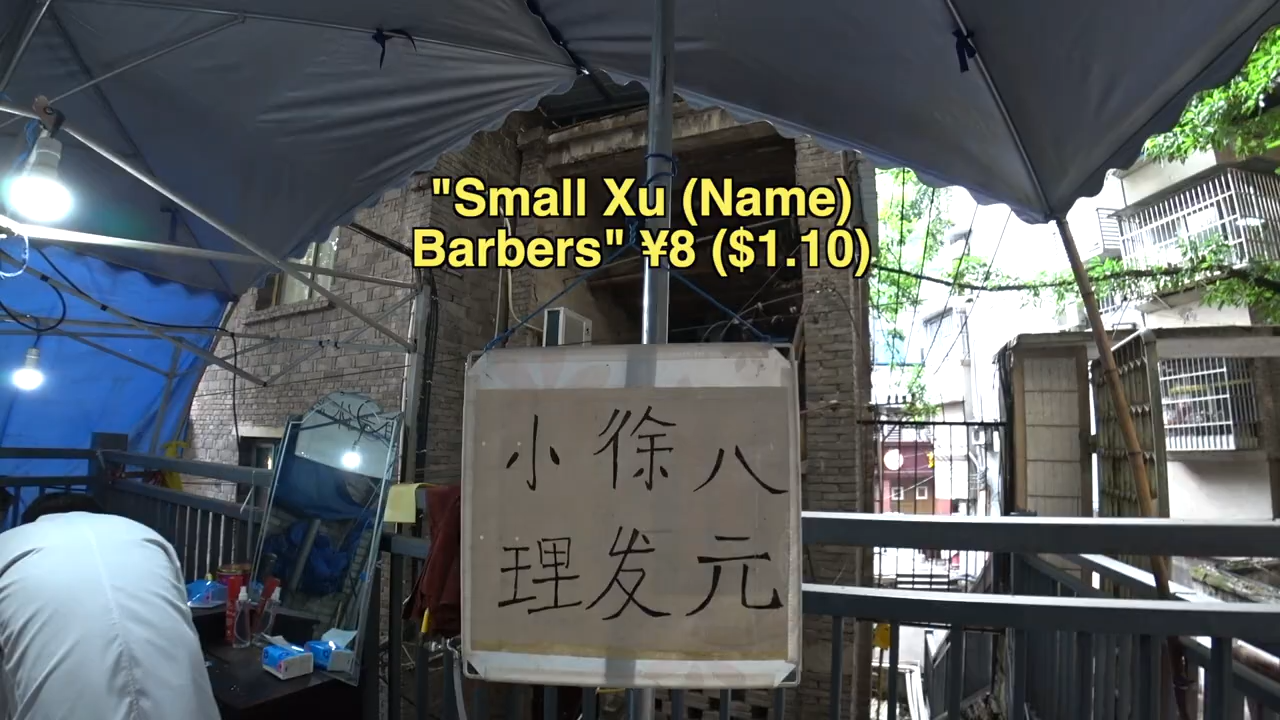 "Small Xu (Name)
Barbers" ¥8 ($1.10)
小徐八
理发元